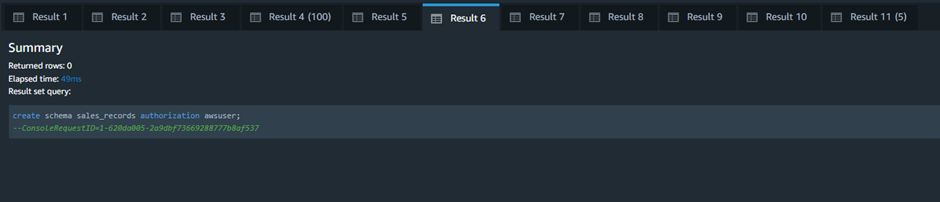 Result 1 Result 2 Result 3 Result 4 (100) Result 5 Result 6 Result 7 Result 8 Result 9 Result 10 Result 11 (5)
Summary
Returned rows: 0
Elapsed time: 49ms
Result set query:
create schema sales_records authorization awsuser;
--ConsoleRequestID=1-620da005-2a9dbf73669288777b8af537